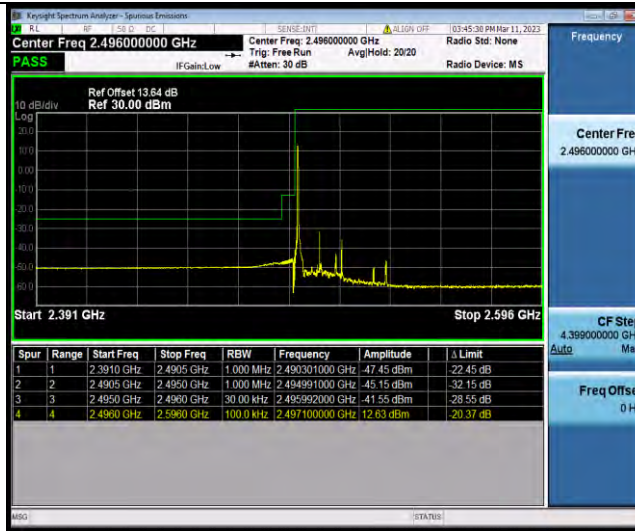 Keysight Spectrum Analyzer - Spurious Emissions
RL RF 50 Ω DC SENSE:INT ALIGN OFF 03:45:30 PM Mar 11, 2023
Center Freq 2.496000000 GHz Center Freq: 2.496000000 GHz Radio Std: None Frequency
Trig: Free Run Avg|Hold: 20/20
PASS IFGain:Low #Atten: 30 dB Radio Device: MS
Ref Offset 13.64 dB
10 dB/div Ref 30.00 dBm
Log
20.0
10.0
0.00
-10.0
-20.0
-30.0
-40.0
-50.0
-60.0
Center Fre
2.496000000 GH
Start 2.391 GHz Stop 2.596 GHz
CF Ste
4.399000000 GH
Auto Ma
Spur Range Start Freq Stop Freq RBW Frequency Amplitude Δ Limit
1 1 2.3910 GHz 2.4905 GHz 1.000 MHz 2.490301000 GHz -47.45 dBm -22.45 dB
2 2 2.4905 GHz 2.4950 GHz 1.000 MHz 2.494991000 GHz -45.15 dBm -32.15 dB
3 3 2.4950 GHz 2.4960 GHz 30.00 kHz 2.495992000 GHz -41.55 dBm -28.55 dB
4 4 2.4960 GHz 2.5960 GHz 100.0 kHz 2.497100000 GHz 12.63 dBm -20.37 dB
Freq Offse
0 H
MSG STATUS